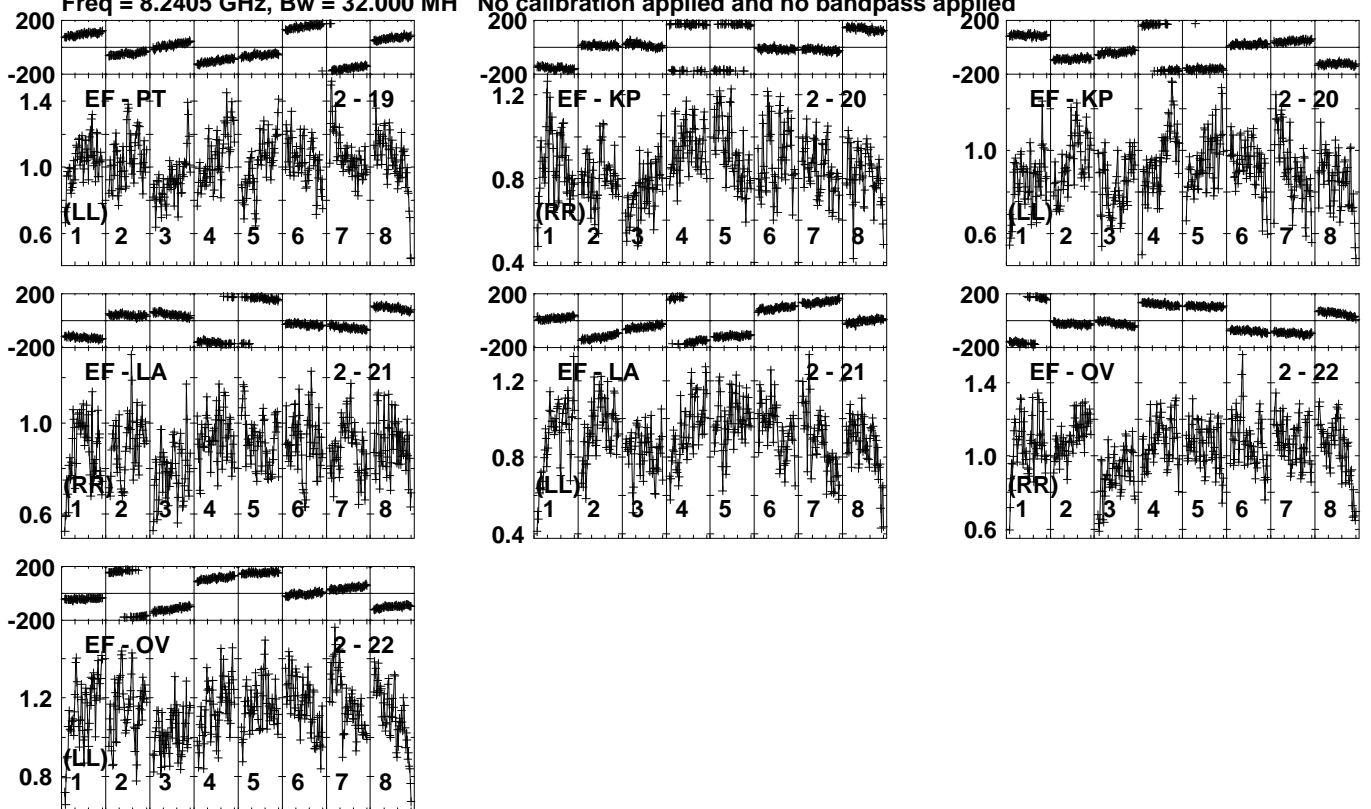 Freq = 8.2405 GHz, Bw = 32.000 MH No calibration applied and no bandpass applied
200
-200
EF - PT 2 - 19
1.4
1.0
0.6
(LL)
1 2 3 4 5 6 7 8
200
-200
EF - KP 2 - 20
1.2
0.8
0.4
(RR)
1 2 3 4 5 6 7 8
200
-200
EF - KP 2 - 20
1.0
0.6
(LL)
1 2 3 4 5 6 7 8
200
-200
EF - LA 2 - 21
1.0
0.6
(RR)
1 2 3 4 5 6 7 8
200
-200
EF - LA 2 - 21
1.2
0.8
0.4
(LL)
1 2 3 4 5 6 7 8
200
-200
EF - OV 2 - 22
1.4
1.0
0.6
(RR)
1 2 3 4 5 6 7 8
200
-200
EF - OV 2 - 22
1.2
0.8
(LL)
1 2 3 4 5 6 7 8